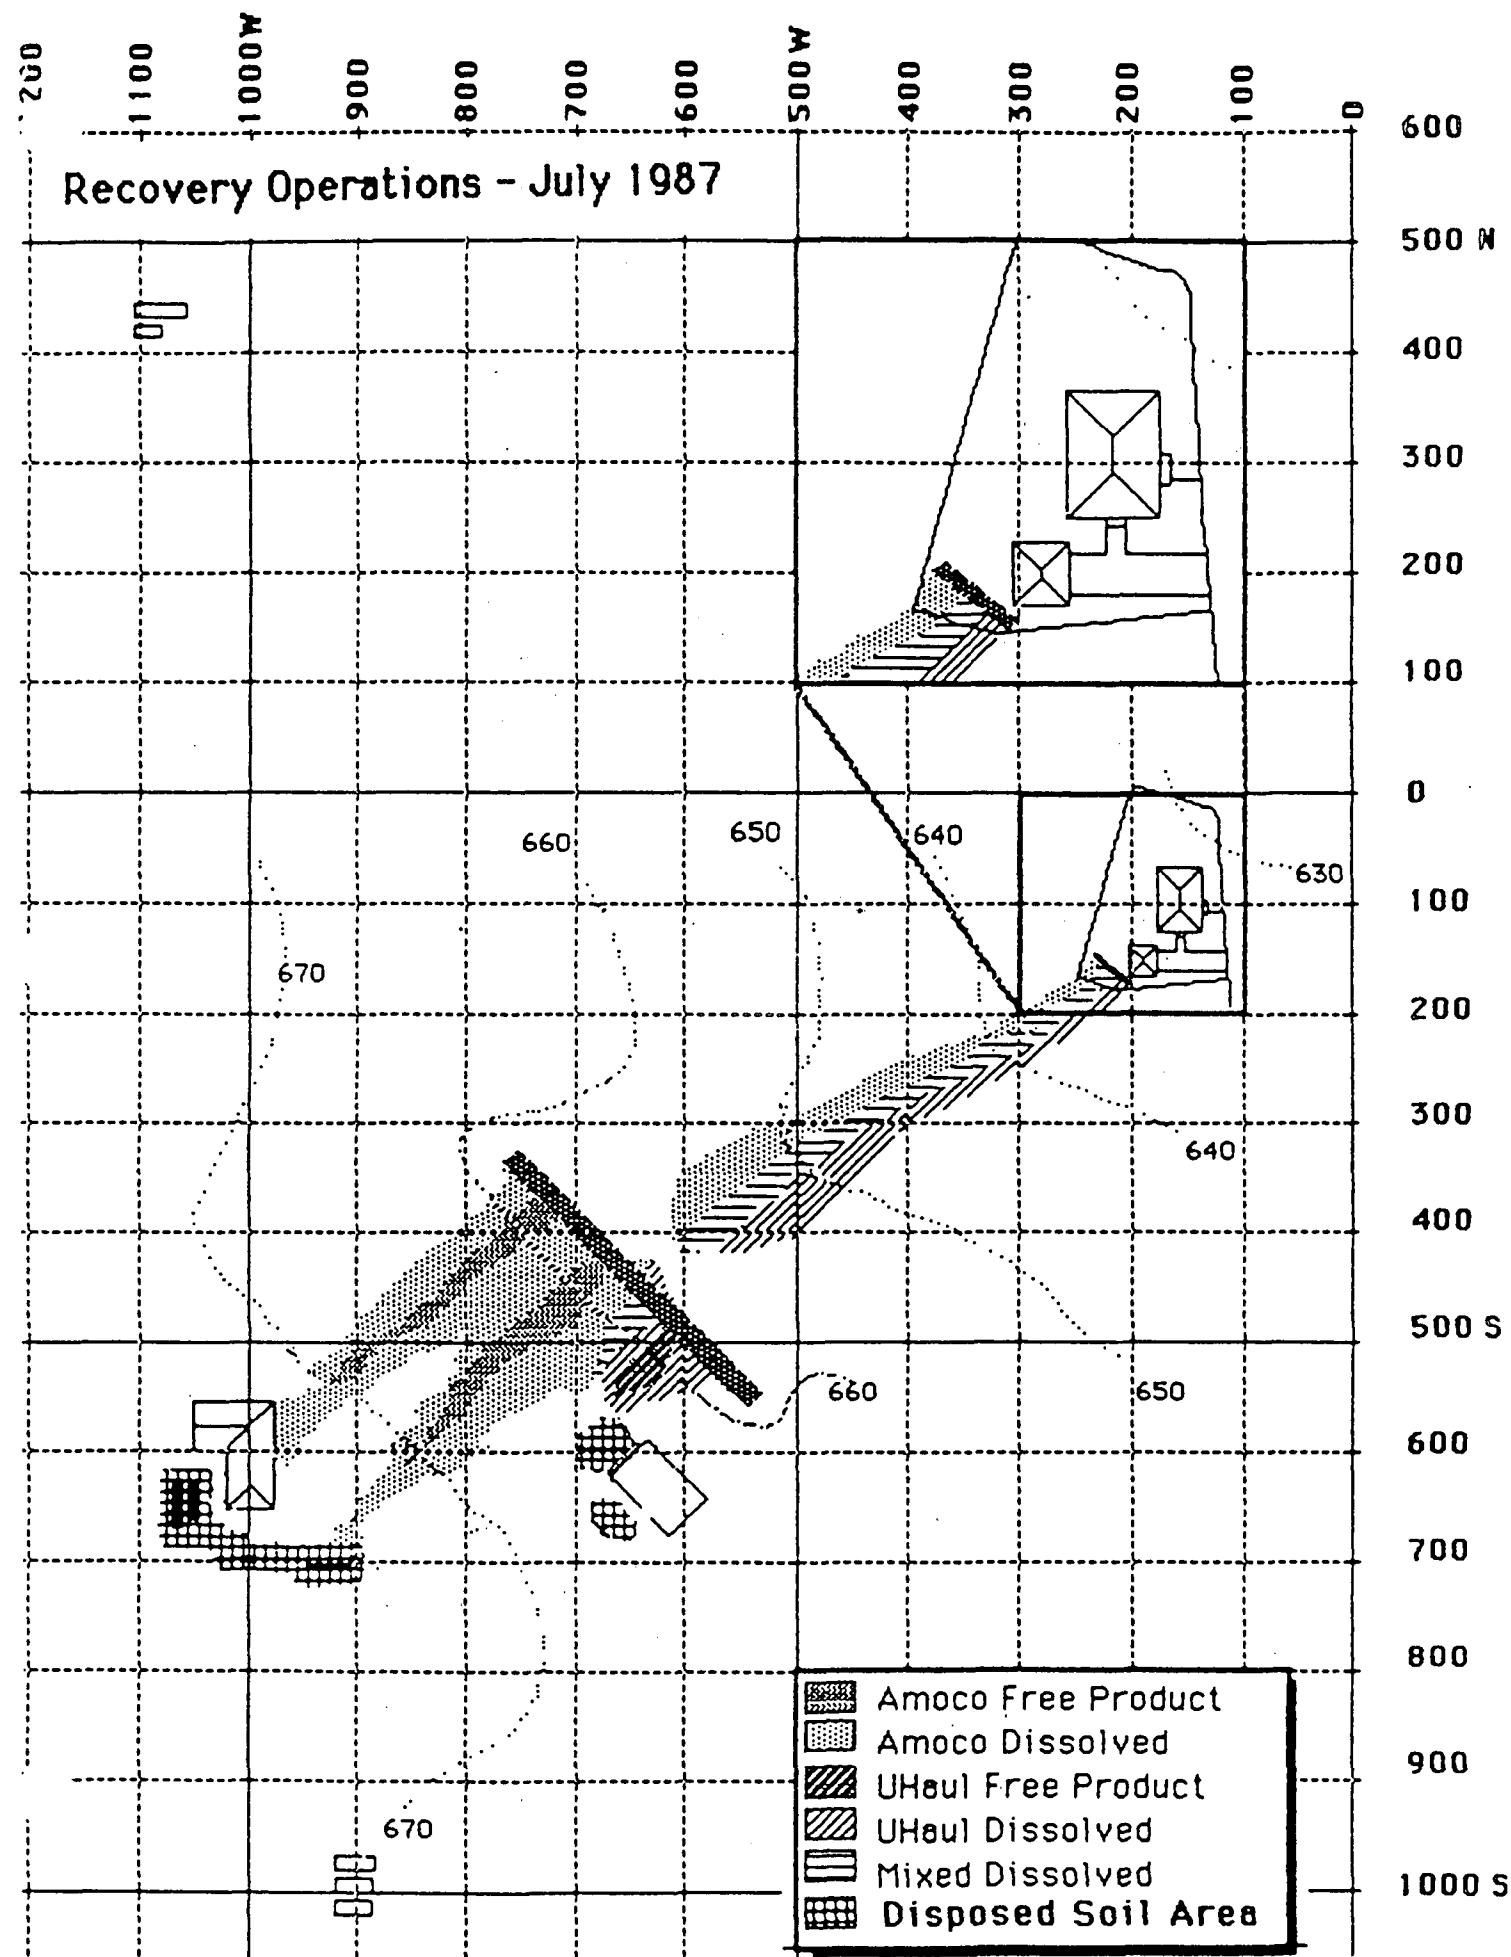 200
1100
1000W
900
800
700
600
500W
400
300
200
100
0
600
Recovery Operations - July 1987
500 N
400
300
200
100
0
660
650
640
630
100
670
200
300
640
400
500 S
660
650
600
700
800
Amoco Free Product
Amoco Dissolved
900
UHaul Free Product
670
UHaul Dissolved
Mixed Dissolved
1000 S
Disposed Soil Area